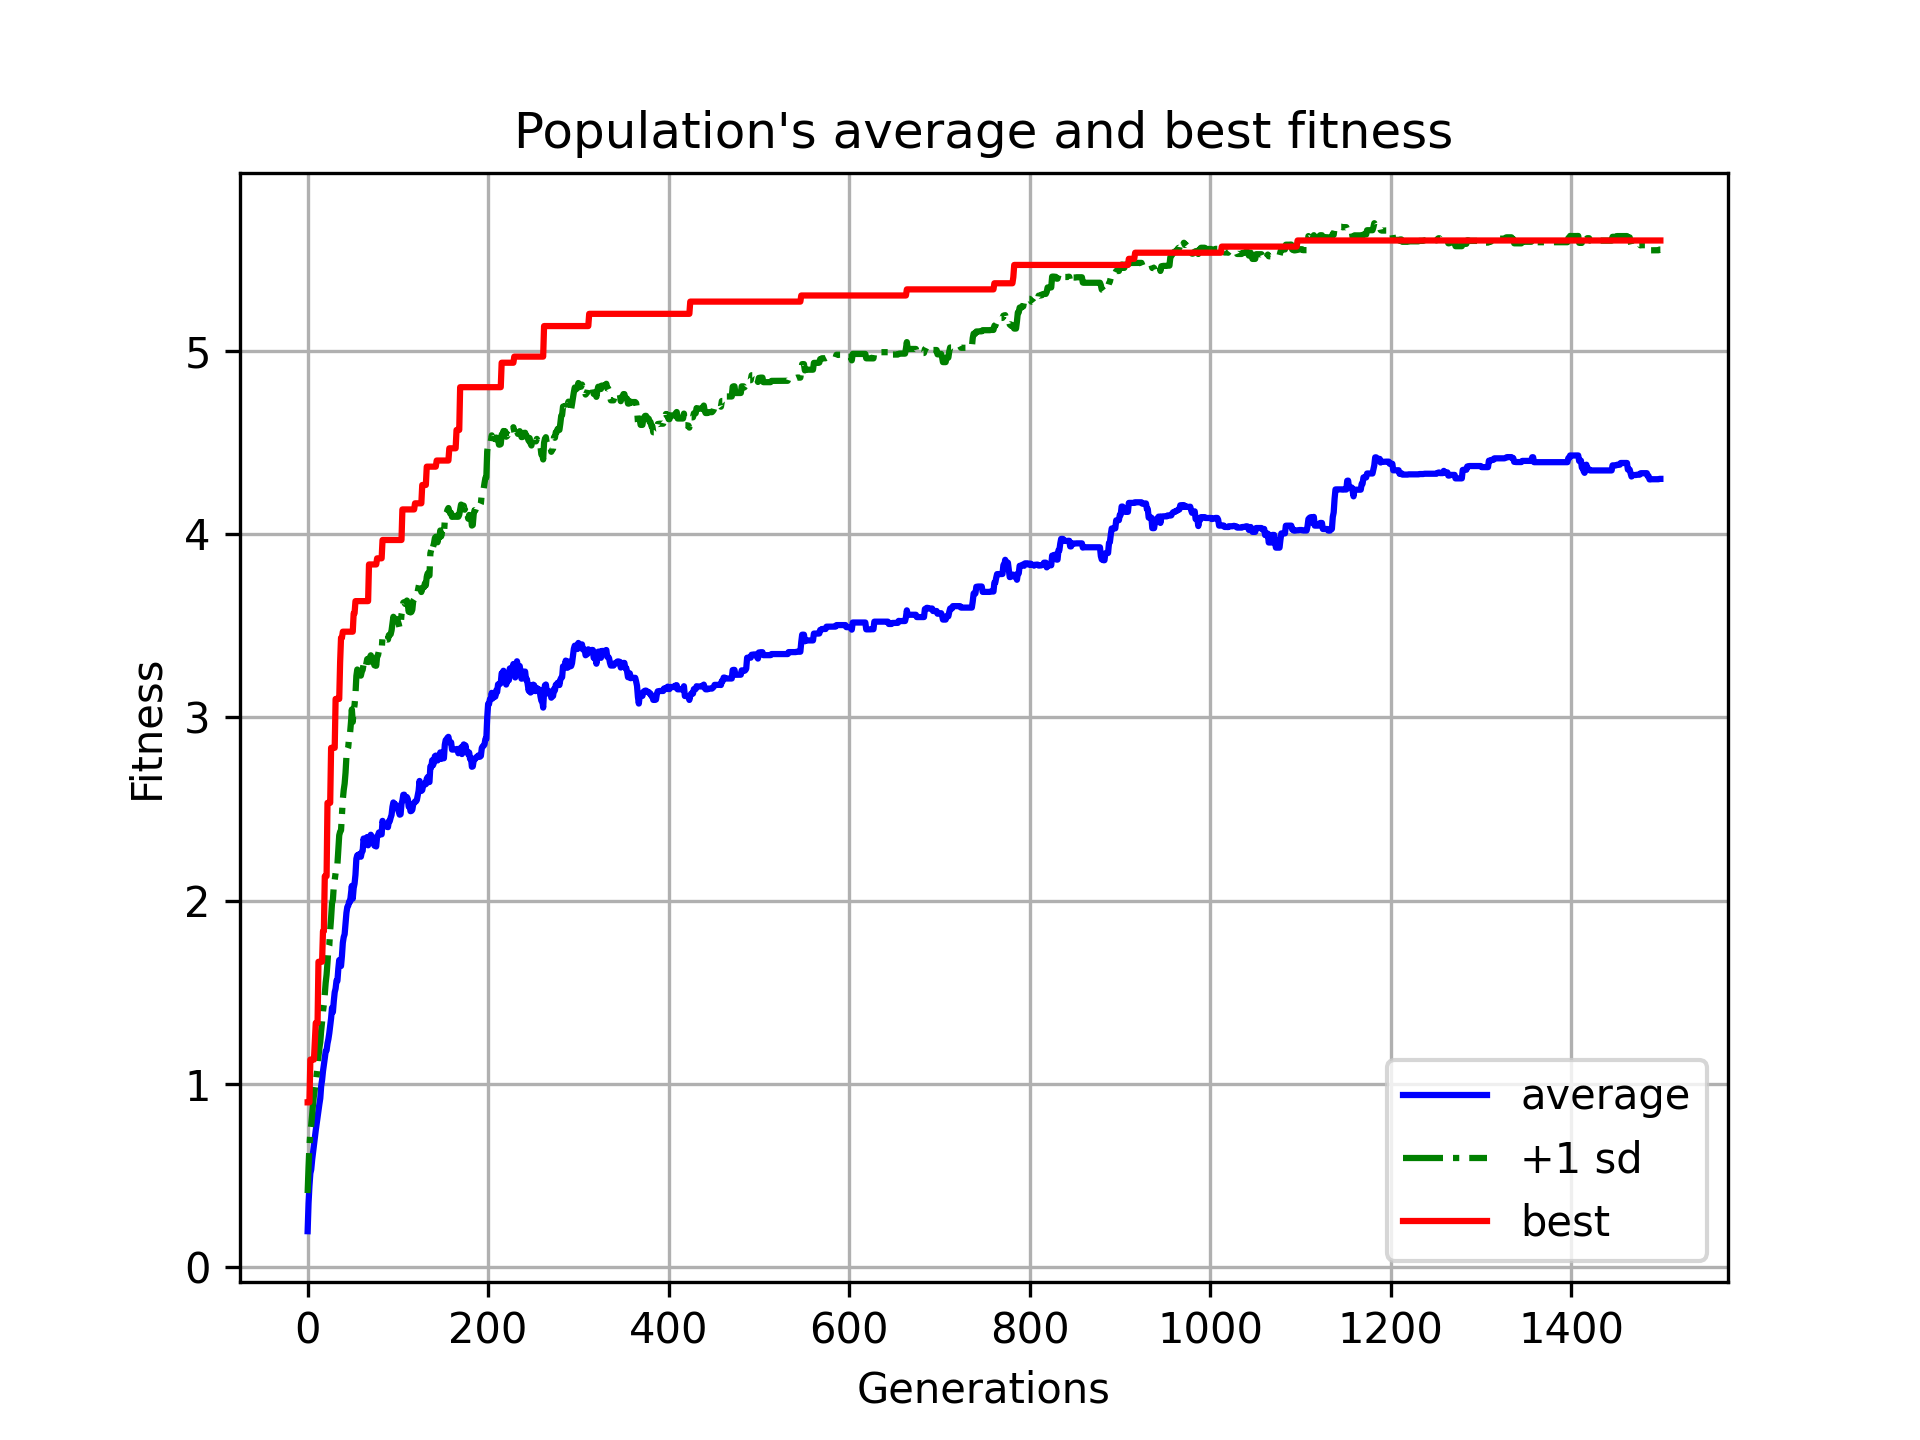 Population's average and best fitness
Fitness
5
4
3
2
1
0
0 200 400 600 800 1000 1200 1400
Generations
average
+1 sd
best